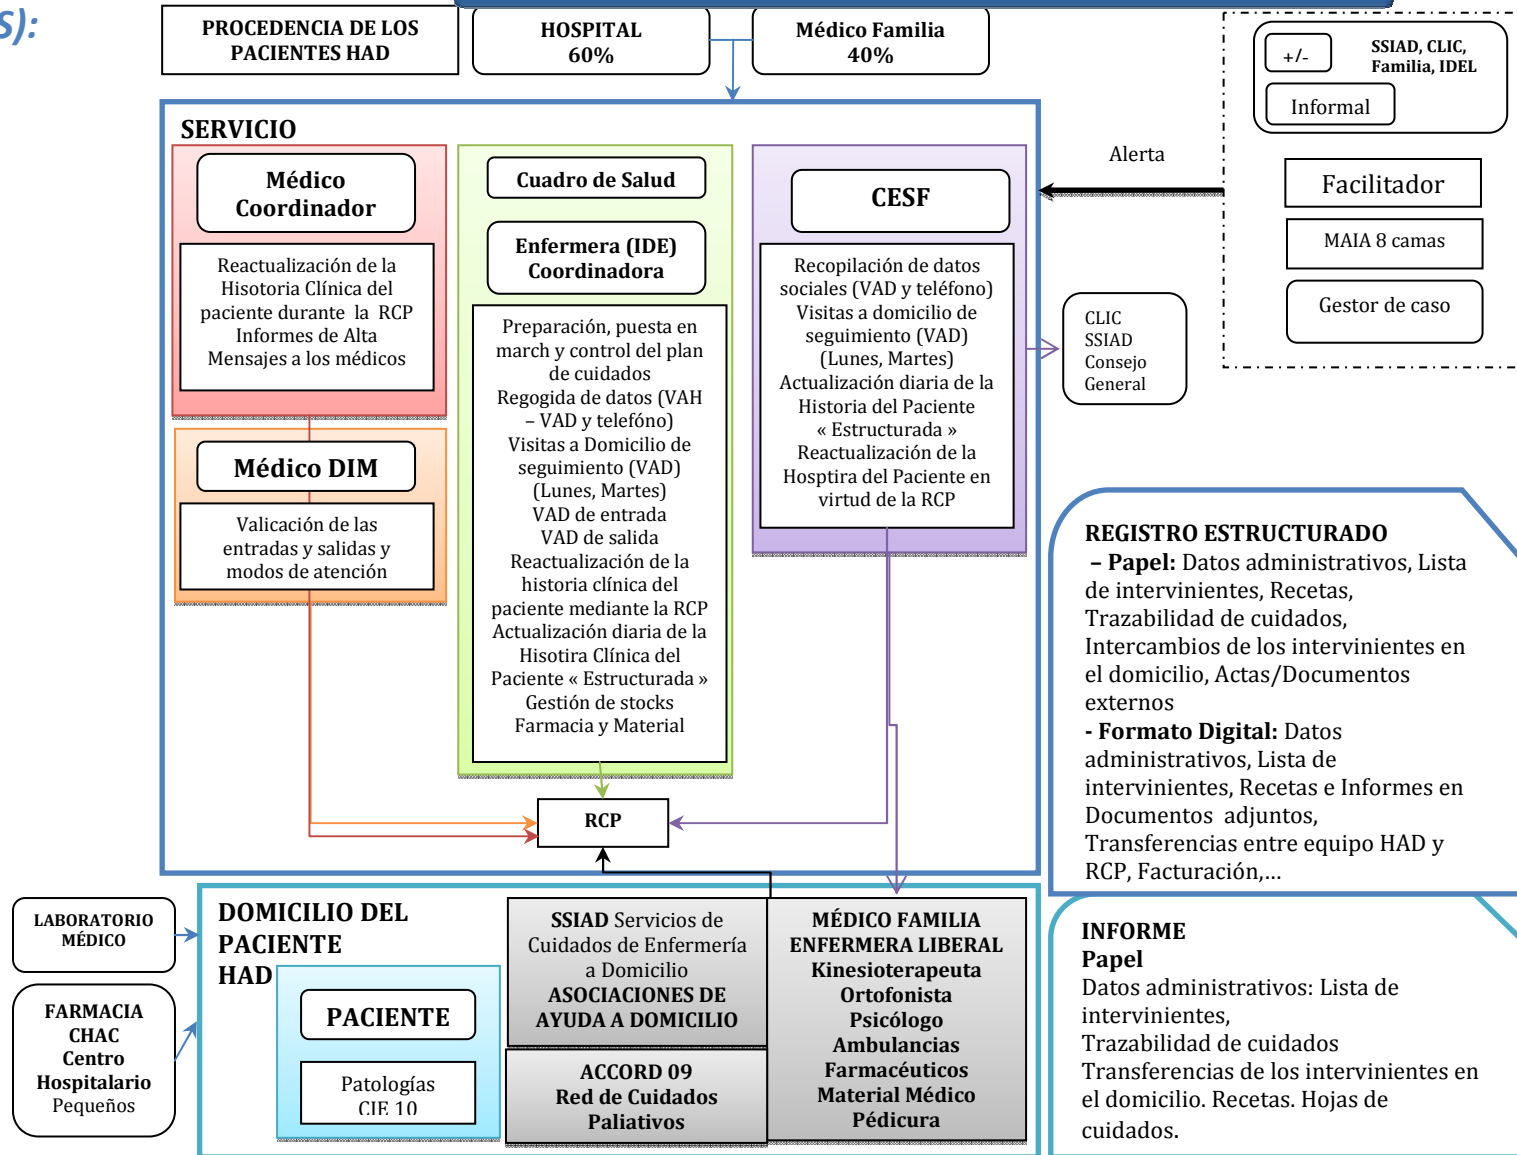 S):
PROCEDENCIA DE LOS
PACIENTES HAD
HOSPITAL
60%
Médico Familia
40%
+/-
SSIAD, CLIC,
Familia, IDEL
Informal
Alerta
Facilitador
MAIA 8 camas
Gestor de caso
SERVICIO
Médico
Coordinador
Reactualización de la
Hisotoria Clínica del
paciente durante la RCP
Informes de Alta
Mensajes a los médicos
Médico DIM
Valicación de las
entradas y salidas y
modos de atención
Cuadro de Salud
Enfermera (IDE)
Coordinadora
Preparación, puesta en
march y control del plan
de cuidados
Regogida de datos (VAH
– VAD y telefóno)
Visitas a Domicilio de
seguimiento (VAD)
(Lunes, Martes)
VAD de entrada
VAD de salida
Reactualización de la
historia clínica del
paciente mediante la RCP
Actualización diaria de la
Hisotira Clínica del
Paciente « Estructurada »
Gestión de stocks
Farmacia y Material
CESF
Recopilación de datos
sociales (VAD y teléfono)
Visitas a domicilio de
seguimiento (VAD)
(Lunes, Martes)
Actualización diaria de la
Historia del Paciente
« Estructurada »
Reactualización de la
Hosptira del Paciente en
virtud de la RCP
CLIC
SSIAD
Consejo
General
RCP
REGISTRO ESTRUCTURADO
– Papel: Datos administrativos, Lista
de intervinientes, Recetas,
Trazabilidad de cuidados,
Intercambios de los intervinientes en
el domicilio, Actas/Documentos
externos
- Formato Digital: Datos
administrativos, Lista de
intervinientes, Recetas e Informes en
Documentos adjuntos,
Transferencias entre equipo HAD y
RCP, Facturación,...
LABORATORIO
MÉDICO
FARMACIA
CHAC
Centro
Hospitalario
Pequeños
DOMICILIO DEL
PACIENTE
HAD
PACIENTE
Patologías
CIE 10
SSIAD Servicios de
Cuidados de Enfermería
a Domicilio
ASOCIACIONES DE
AYUDA A DOMICILIO
ACCORD 09
Red de Cuidados
Paliativos
MÉDICO FAMILIA
ENFERMERA LIBERAL
Kinesioterapeuta
Ortofonista
Psicólogo
Ambulancias
Farmacéuticos
Material Médico
Pédicura
INFORME
Papel
Datos administrativos: Lista de
intervinientes,
Trazabilidad de cuidados
Transferencias de los intervinientes en
el domicilio. Recetas. Hojas de
cuidados.